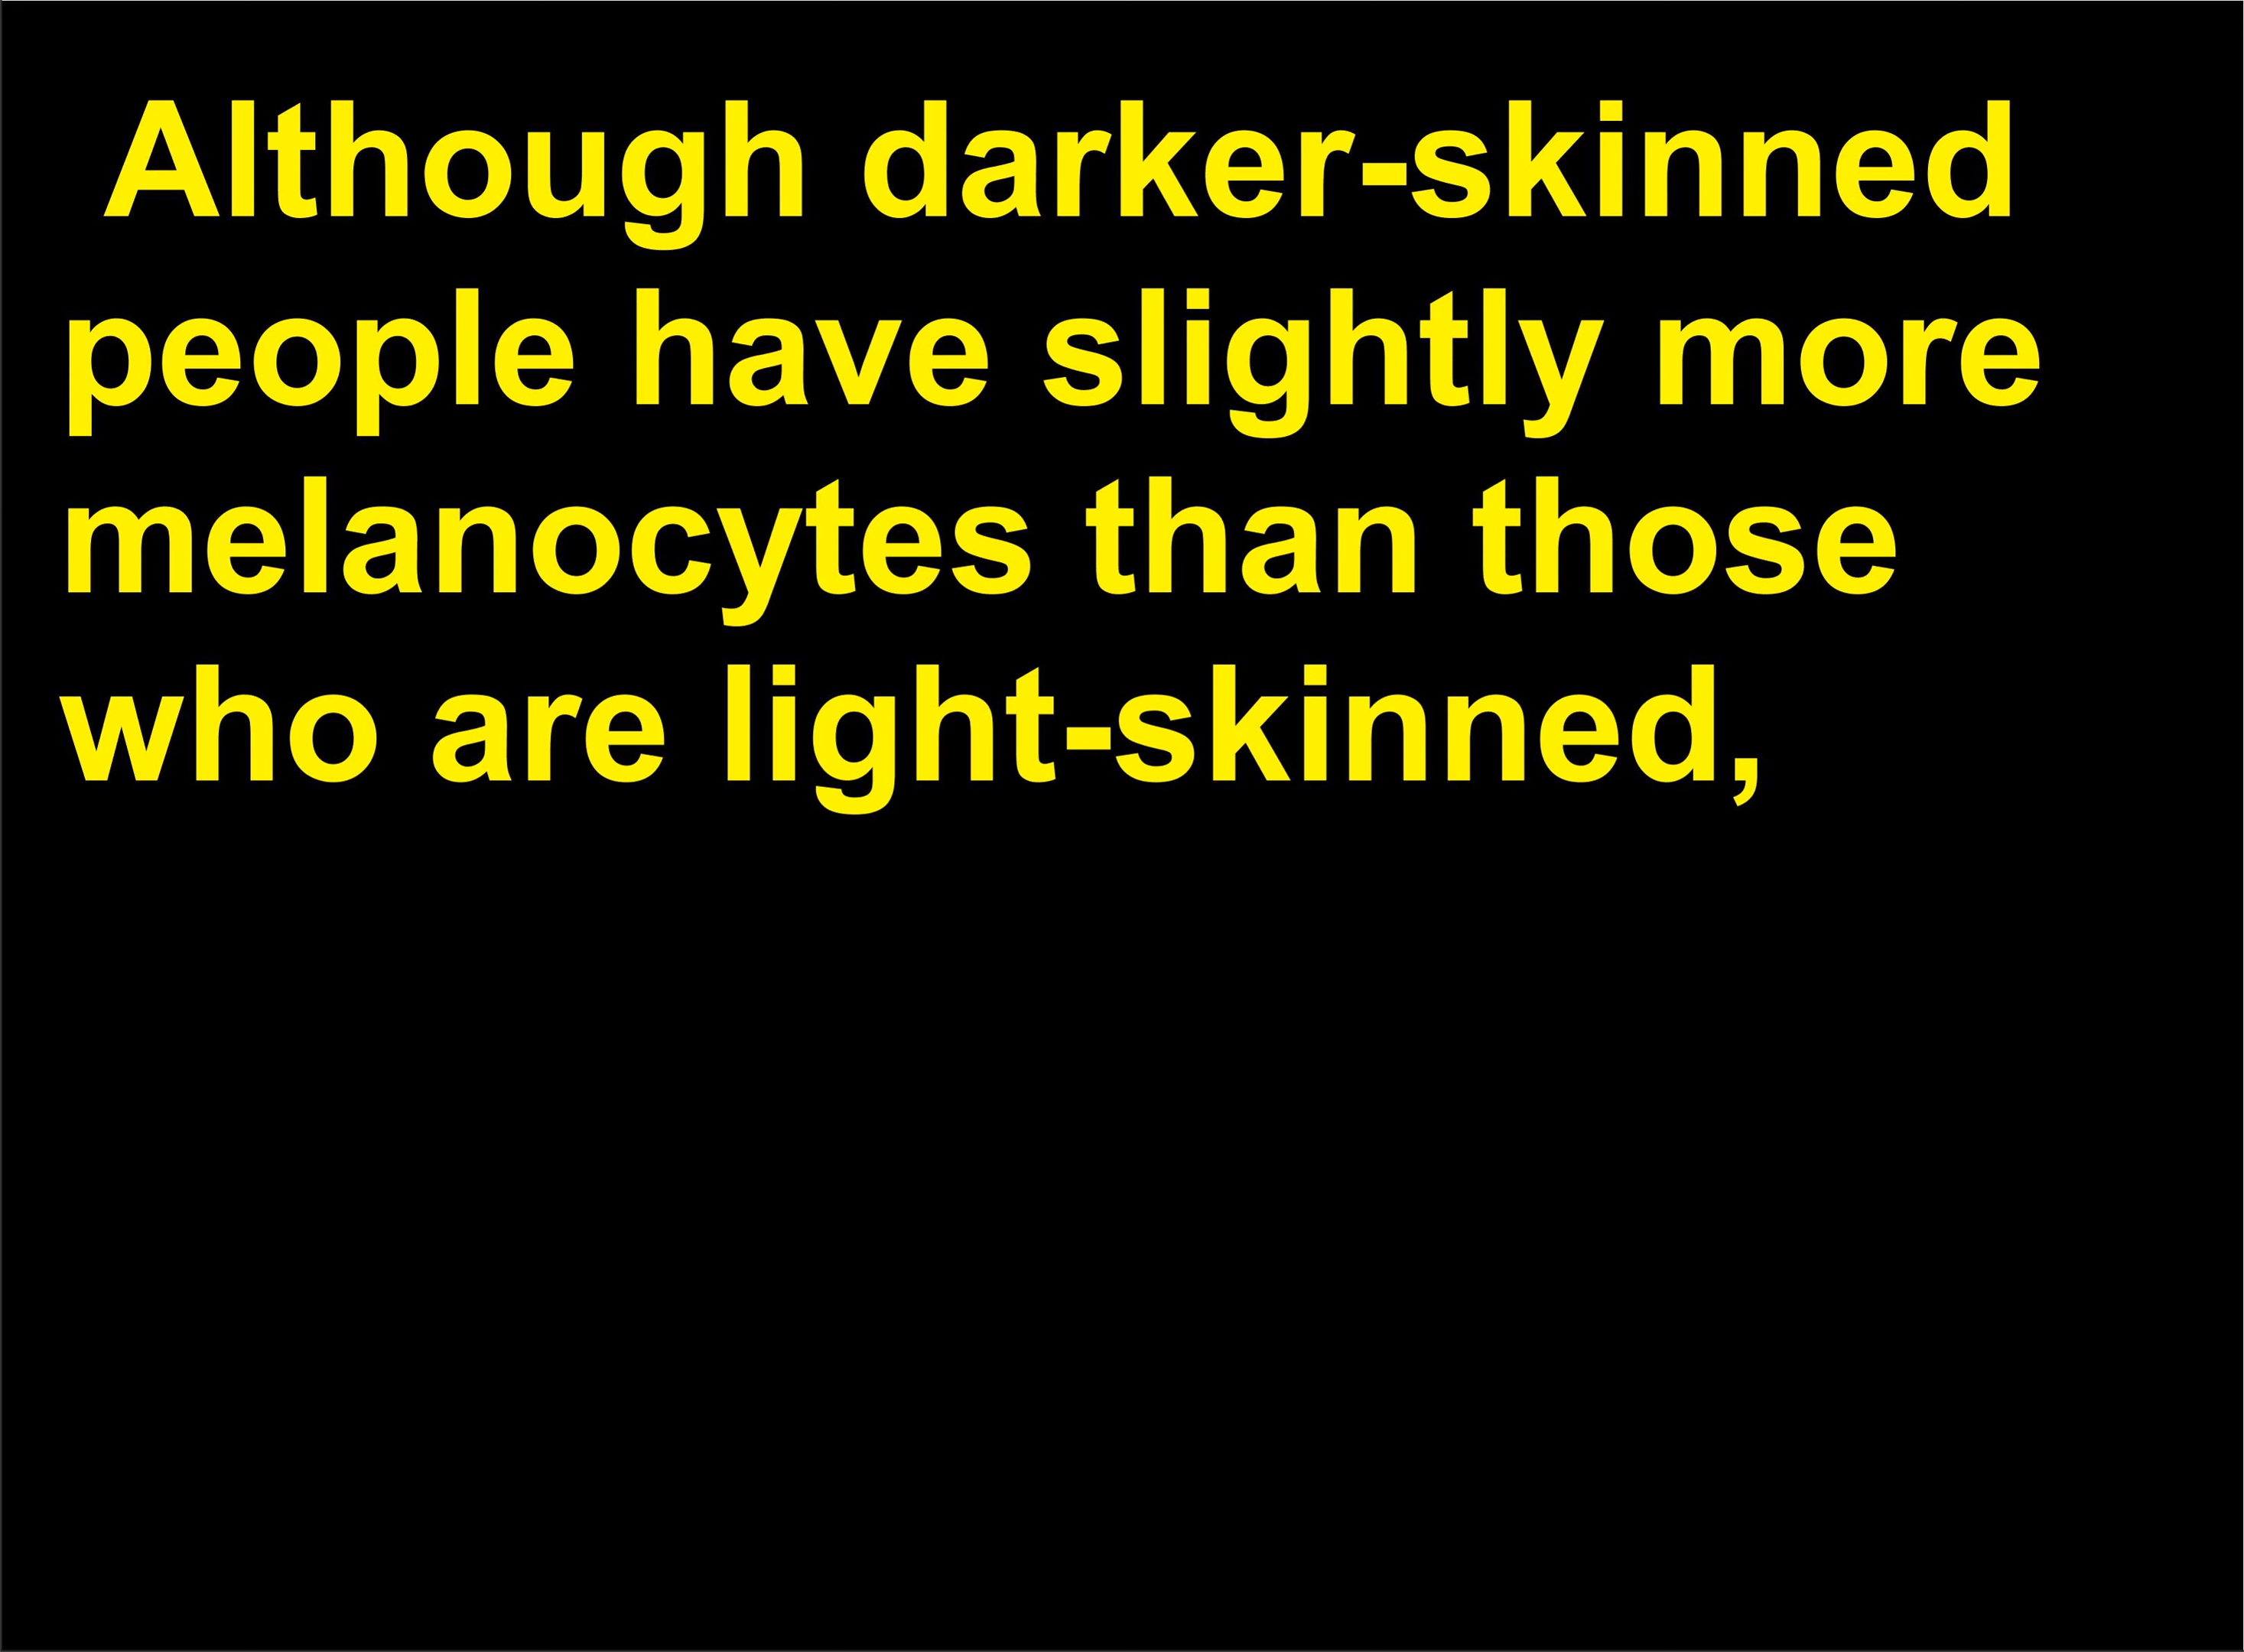 Although darker-skinned
people have slightly more
melanocytes than those
who are light-skinned,